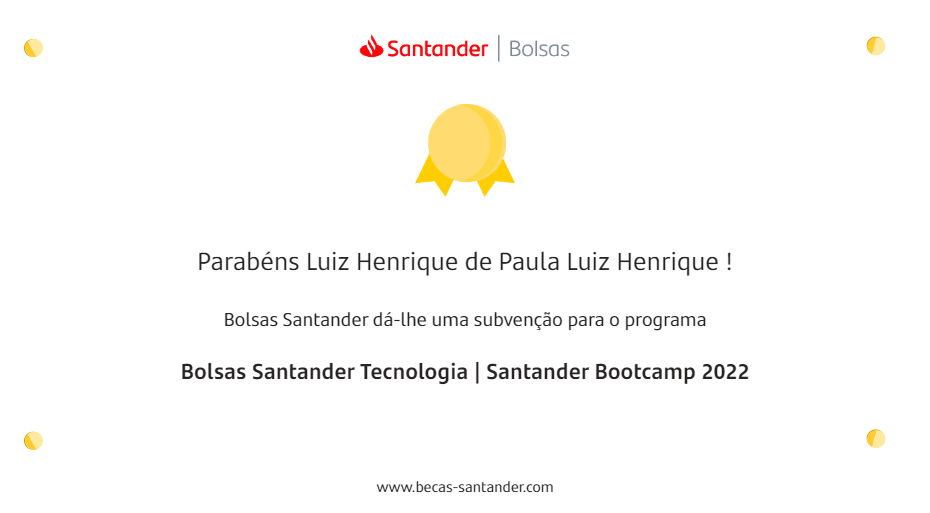 Santander | Bolsas
Parabéns Luiz Henrique de Paula Luiz Henrique !
Bolsas Santander dá-lhe uma subvenção para o programa
Bolsas Santander Tecnologia | Santander Bootcamp 2022
www.becas-santander.com